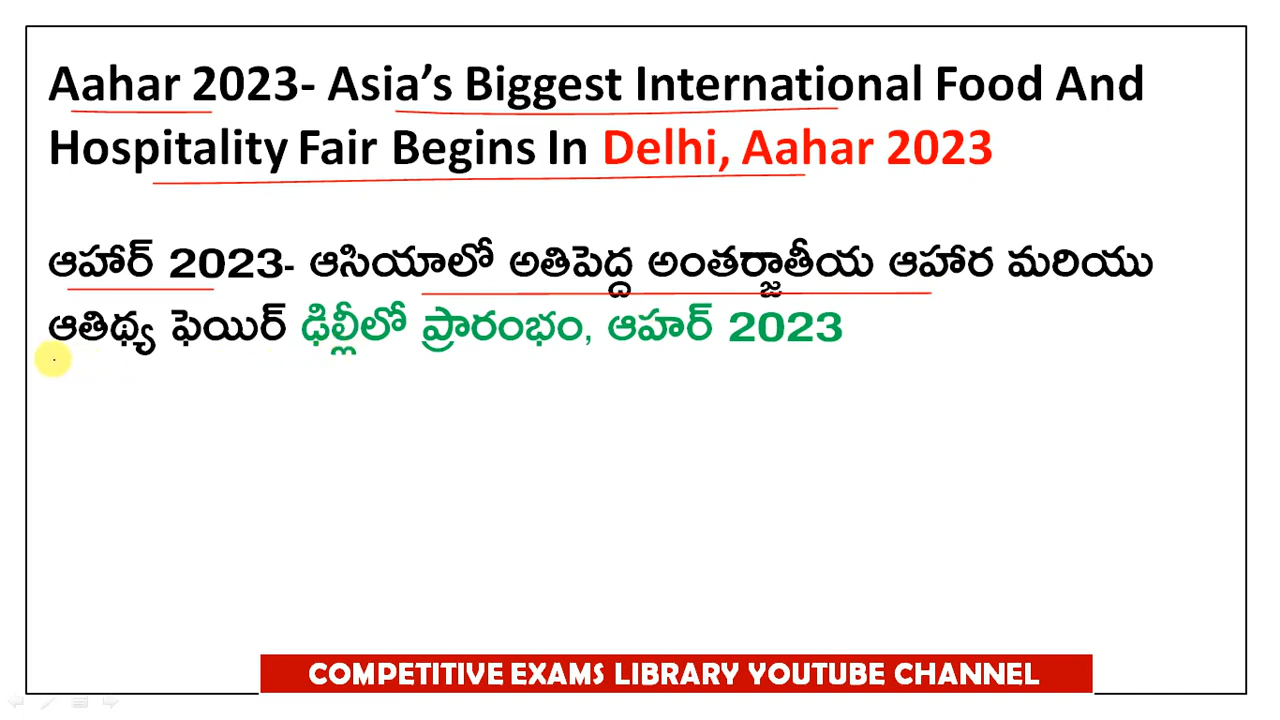 Aahar 2023- Asia’s Biggest International Food And
Hospitality Fair Begins In Delhi, Aahar 2023
ఆహార్ 2023- ఆసియాలో అతిపెద్ద అంతర్జాతీయ ఆహార మరియు
ఆతిథ్య ఫెయిర్ ఢిల్లీలో ప్రారంభం, ఆహర్ 2023
COMPETITIVE EXAMS LIBRARY YOUTUBE CHANNEL